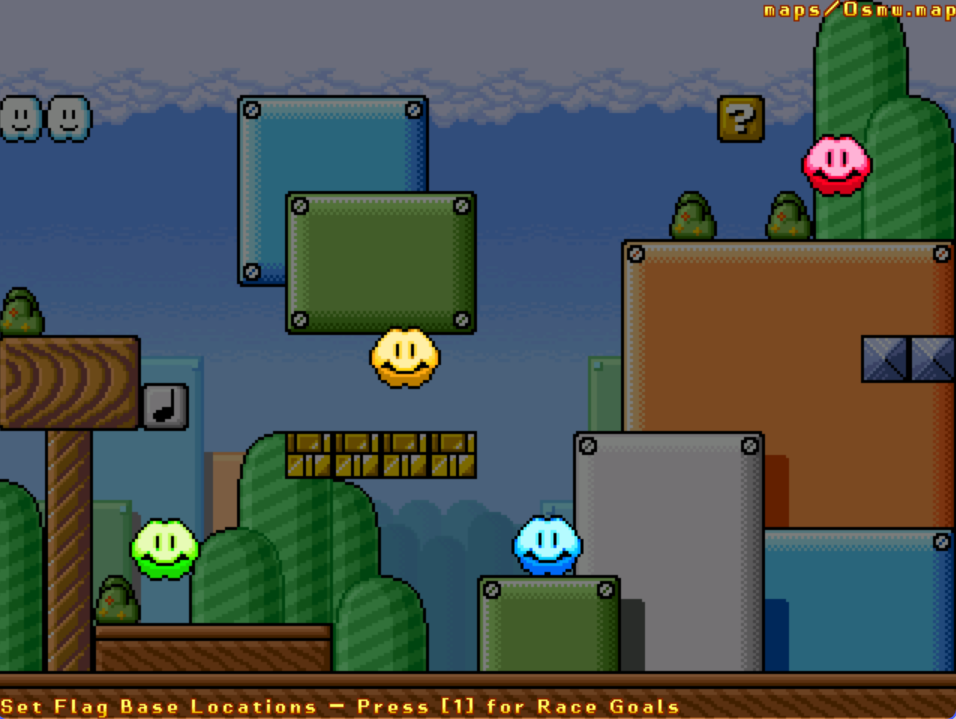 maps/0smw.map
?
Set Flag Base Locations – Press [1] for Race Goals